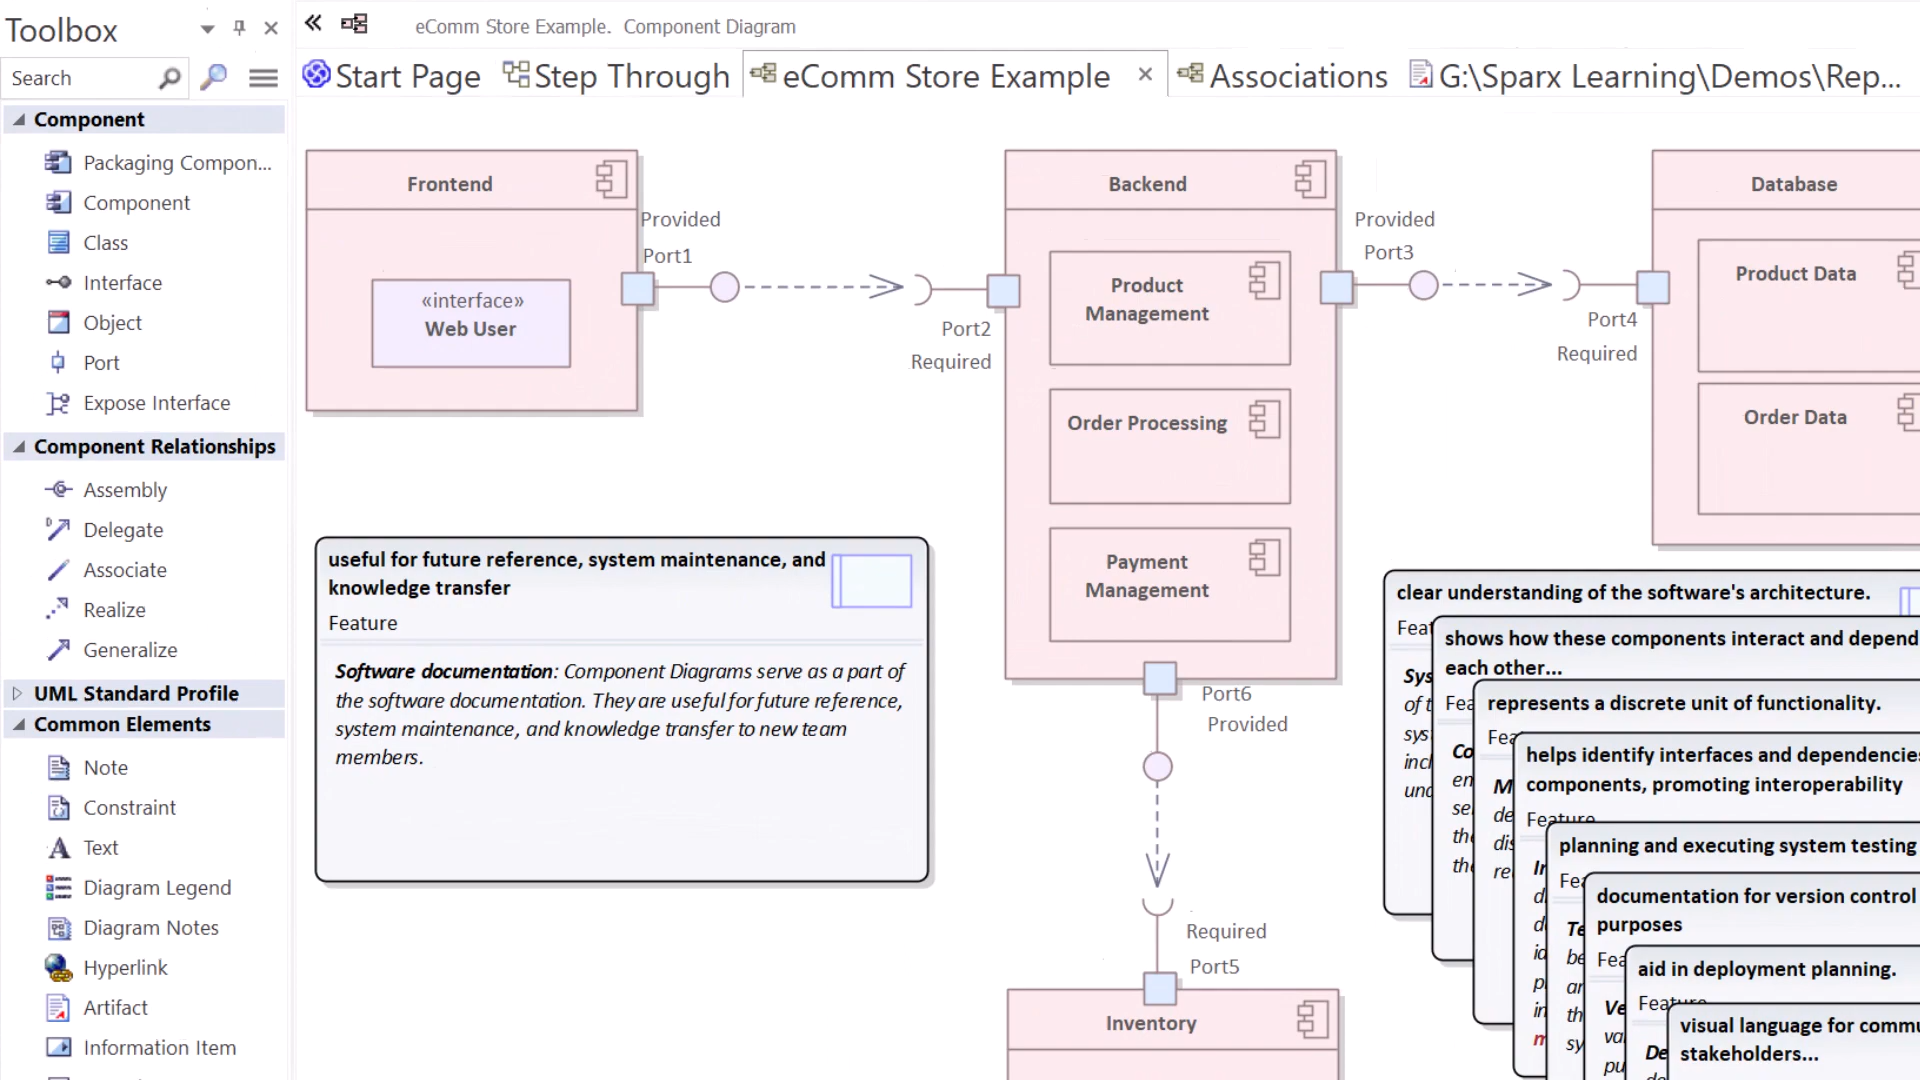 Toolbox
Search
Component
Packaging Compon...
Component
Class
Interface
Object
Port
Expose Interface
Component Relationships
Assembly
Delegate
Associate
Realize
Generalize
UML Standard Profile
Common Elements
Note
Constraint
Text
Diagram Legend
Diagram Notes
Hyperlink
Artifact
Information Item
eComm Store Example. Component Diagram
Start Page
Step Through
eComm Store Example
Associations
G:\Sparx Learning\Demos\Rep...
Frontend
«interface»
Web User
Provided
Port1
Port2
Required
Backend
Product
Management
Order Processing
Payment
Management
Provided
Port3
Port4
Required
Database
Product Data
Order Data
Port6
Provided
Required
Port5
Inventory
useful for future reference, system maintenance, and
knowledge transfer
Feature
Software documentation: Component Diagrams serve as a part of
the software documentation. They are useful for future reference,
system maintenance, and knowledge transfer to new team
members.
clear understanding of the software's architecture.
shows how these components interact and depend
each other...
represents a discrete unit of functionality.
helps identify interfaces and
components, promoting interoperability
Feature
planning and executing system testing
documentation for version control
purposes
aid in deployment planning.
Feature
visual language for
stakeholders...